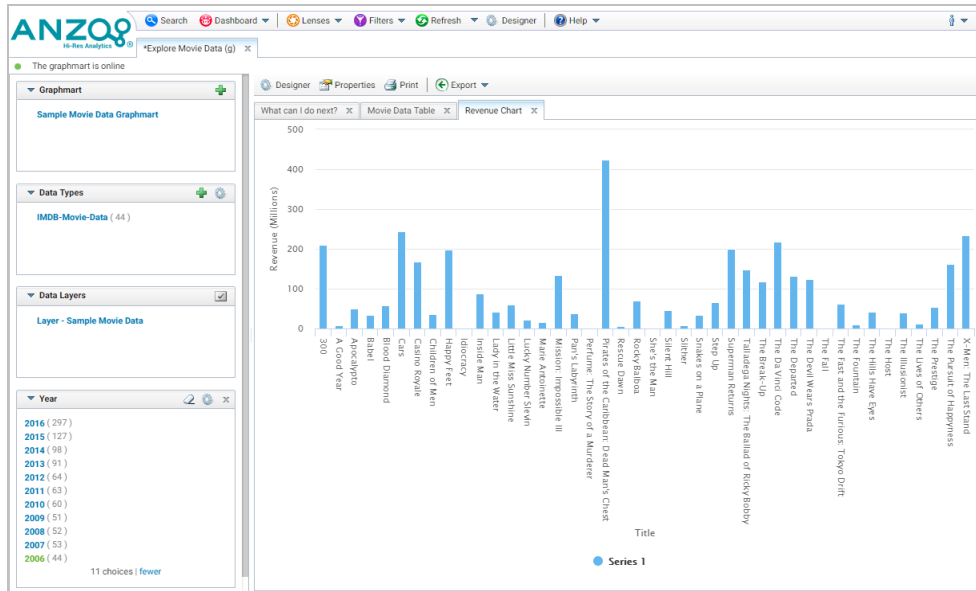 ANZO
Hi-Res Analytics
®
Search Dashboard Lenses Filters Refresh Designer Help
*Explore Movie Data (g) x
The graphmart is online
Graphmart
Sample Movie Data Graphmart
Data Types
IMDB-Movie-Data ( 44 )
Data Layers
Layer - Sample Movie Data
Year
2016 ( 297 )
2015 ( 127 )
2014 ( 98 )
2013 ( 91 )
2012 ( 64 )
2011 ( 63 )
2010 ( 60 )
2009 ( 51 )
2008 ( 52 )
2007 ( 53 )
2006 ( 44 )
11 choices | fewer
Designer Properties Print Export
What can I do next? x Movie Data Table x Revenue Chart x
Revenue (Millions)
500
400
300
200
100
0
300
A Good Year
Apocalypto
Babel
Blood Diamond
Cars
Casino Royale
Children of Men
Happy Feet
Idiocracy
Inside Man
Lady in the Water
Little Miss Sunshine
Lucky Number Slevin
Marie Antoinette
Mission: Impossible III
Pan's Labyrinth
Perfume: The Story of a Murderer
Pirates of the Caribbean: Dead Man's Chest
Rescue Dawn
Rocky Balboa
She's the Man
Silent Hill
Slither
Snakes on a Plane
Step Up
Superman Returns
Talladega Nights: The Ballad of Ricky Bobby
The Break-Up
The Da Vinci Code
The Departed
The Devil Wears Prada
The Fall
The Fast and the Furious: Tokyo Drift
The Fountain
The Hills Have Eyes
The Host
The Illusionist
The Lives of Others
The Prestige
The Pursuit of Happyness
X-Men: The Last Stand
Title
Series 1